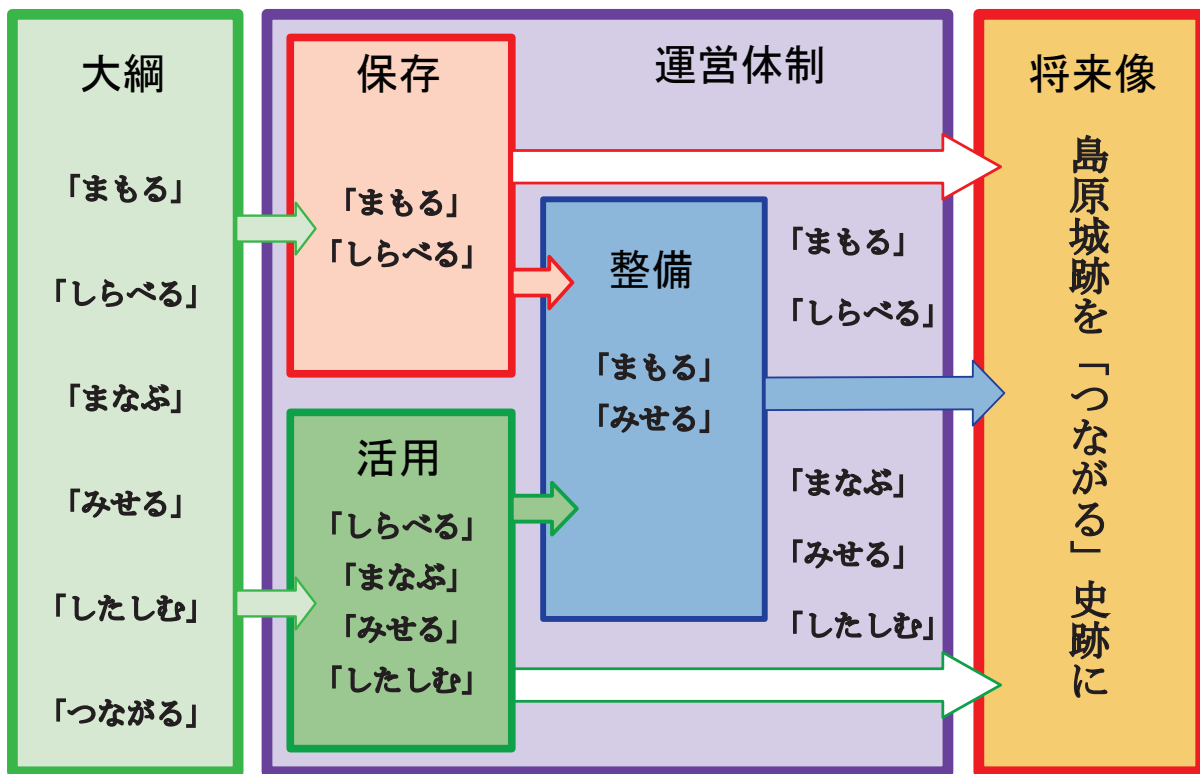 大綱
「まもる」
「しらべる」
「まなぶ」
「みせる」
「したしむ」
「つながる」
運営体制
保存
「まもる」
「しらべる」
活用
「しらべる」
「まなぶ」
「みせる」
「したしむ」
整備
「まもる」
「みせる」
「まもる」
「しらべる」
「まなぶ」
「みせる」
「したしむ」
将来像
島原城跡を「つながる」史跡に